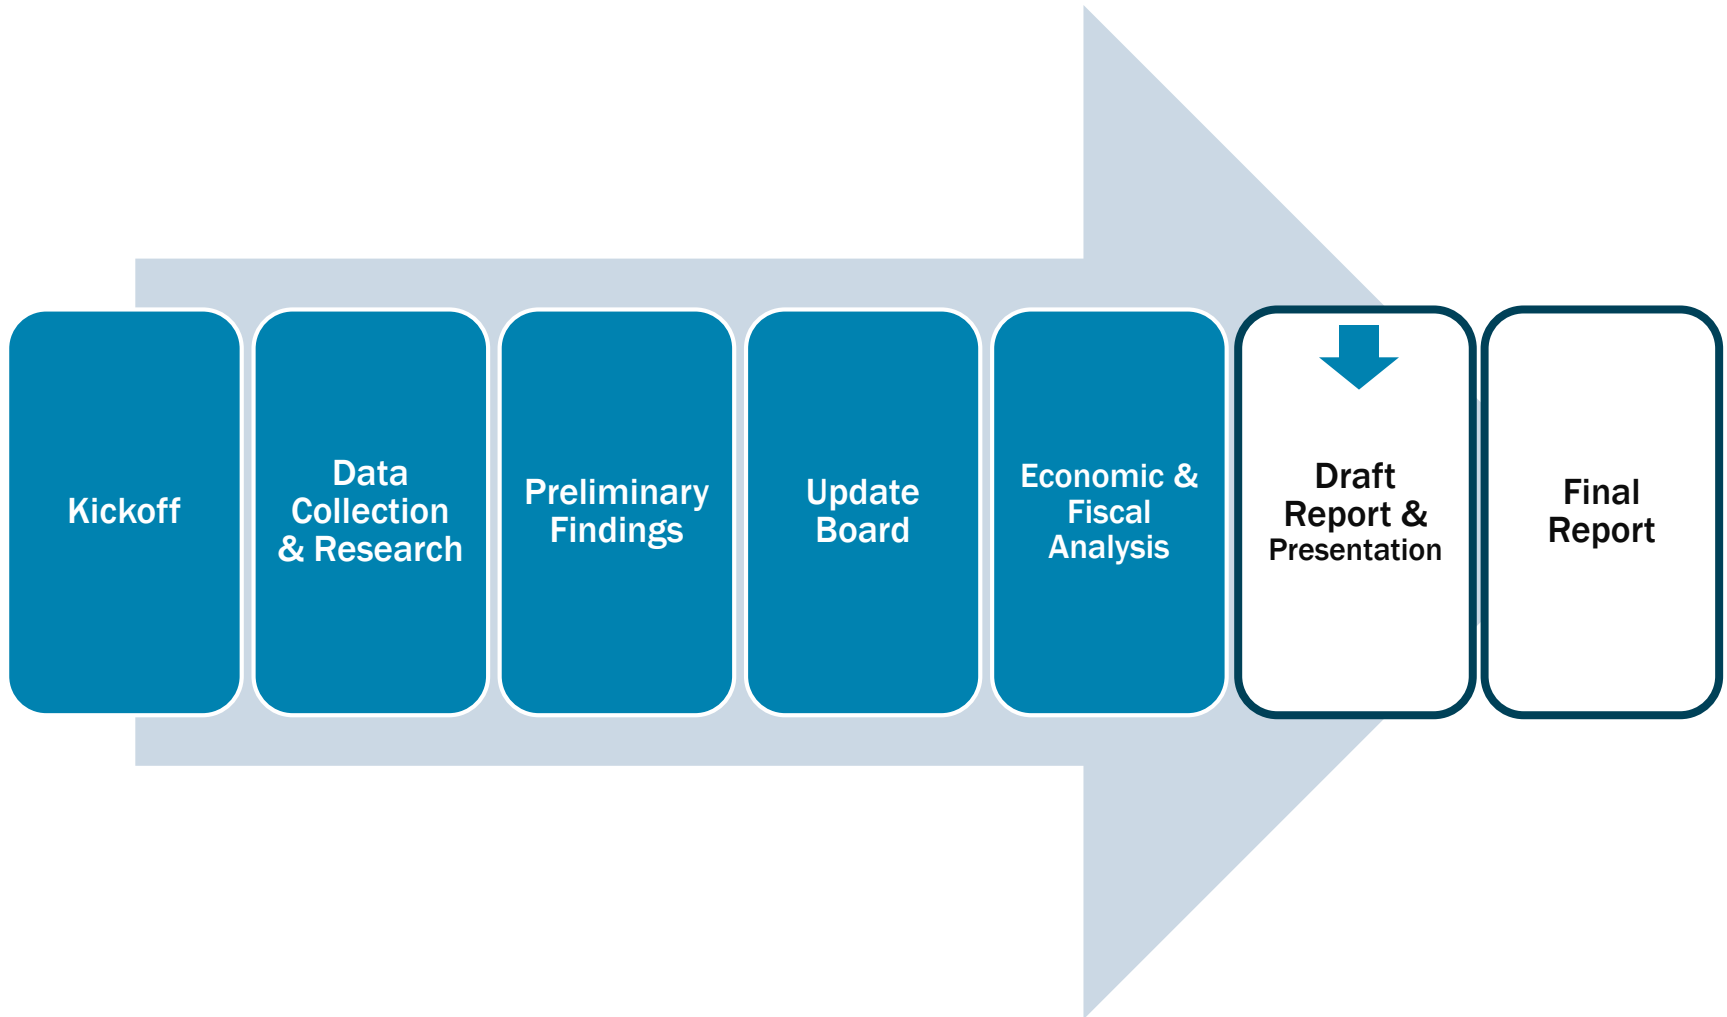 Kickoff
Data
Collection
& Research
Preliminary
Findings
Update
Board
Economic &
Fiscal
Analysis
Draft
Report &
Presentation
Final
Report